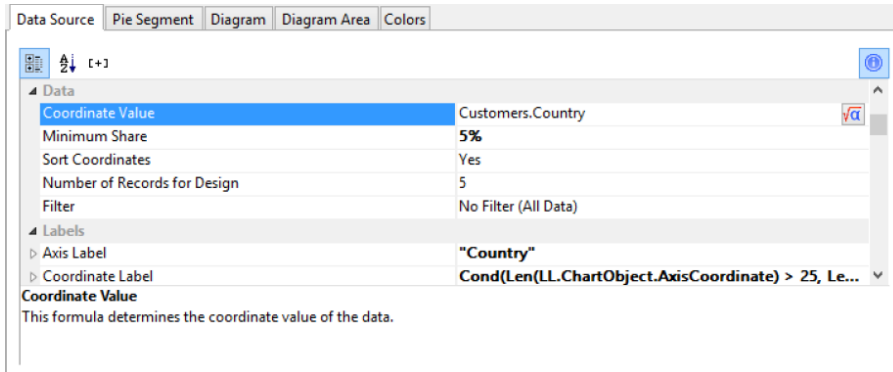 Data Source Pie Segment Diagram Diagram Area Colors
A Z [+]
Data
Coordinate Value Customers.Country √α
Minimum Share 5%
Sort Coordinates Yes
Number of Records for Design 5
Filter No Filter (All Data)
Labels
Axis Label "Country"
Coordinate Label Cond(Len(LL.ChartObject.AxisCoordinate) > 25, Le...
Coordinate Value
This formula determines the coordinate value of the data.